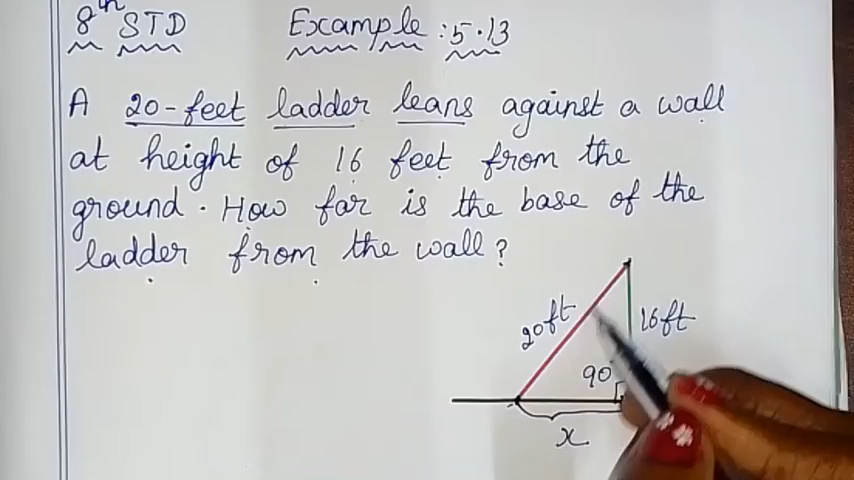 8th STD Example : 5.13
A 20-feet ladder leans against a wall
at height of 16 feet from the
ground. How far is the base of the
ladder from the wall?
20ft
16ft
90
x